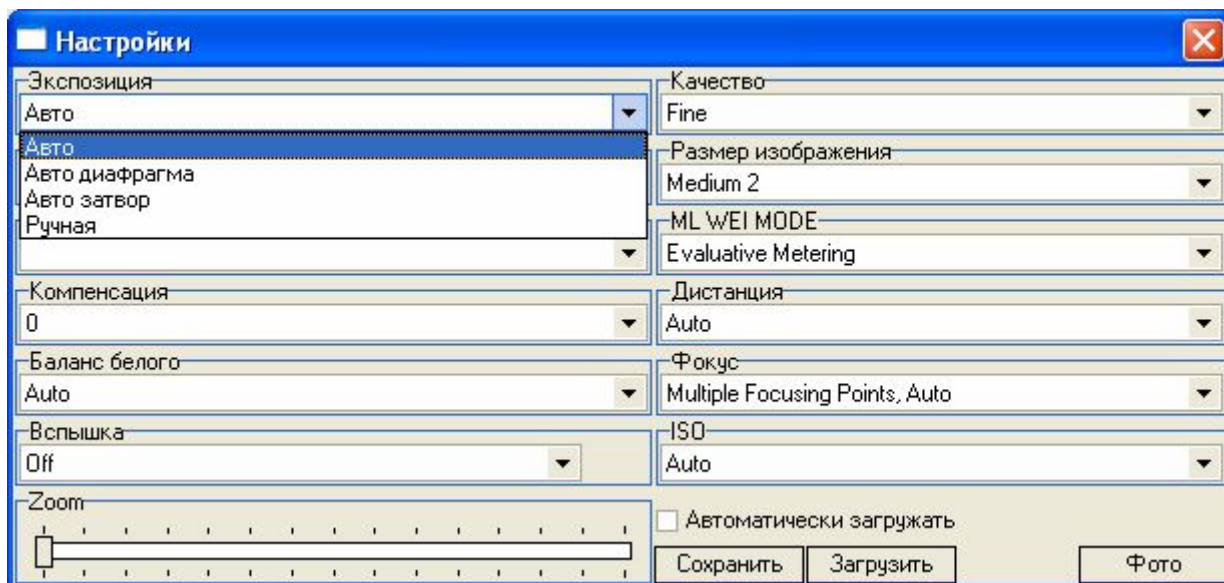 Настройки
Экспозиция
Авто
Авто
Авто диафрагма
Авто затвор
Ручная
Компенсация
0
Баланс белого
Auto
Вспышка
Off
Zoom
Качество
Fine
Размер изображения
Medium 2
ML WEI MODE
Evaluative Metering
Дистанция
Auto
Фокус
Multiple Focusing Points, Auto
ISO
Auto
Автоматически загружать
Сохранить
Загрузить
Фото